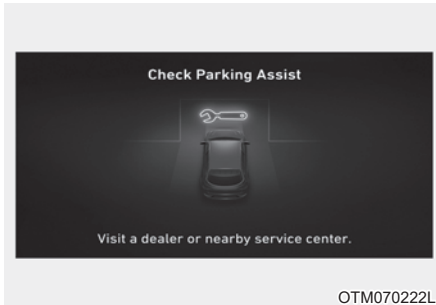 Check Parking Assist
Visit a dealer or nearby service center.
OTM070222L